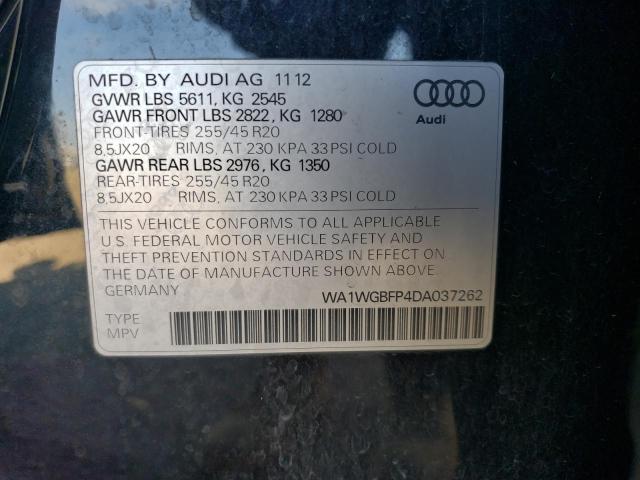 MFD. BY AUDI AG 11 12
GVWR LBS 5611, KG 2545
GAWR FRONT LBS 2822, KG 1280
FRONT-TIRES 255/45 R20
8,5JX20 RIMS, AT 230 KPA 33 PSI COLD
GAWR REAR LBS 2976, KG 1350
REAR-TIRES 255/45 R20
8,5JX20 RIMS, AT 230 KPA 33 PSI COLD
Audi
THIS VEHICLE CONFORMS TO ALL APPLICABLE
U.S. FEDERAL MOTOR VEHICLE SAFETY AND
THEFT PREVENTION STANDARDS IN EFFECT ON
THE DATE OF MANUFACTURE SHOWN ABOVE.
GERMANY
WA1WGBFP4DA037262
TYPE
MPV